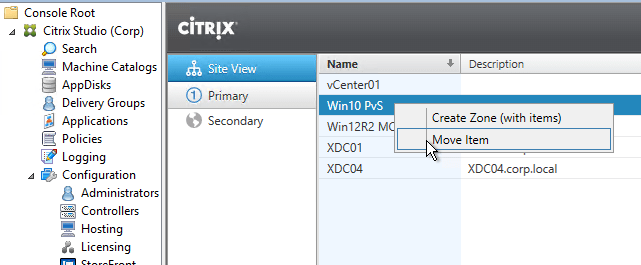 Console Root
Citrix Studio (Corp)
Search
Machine Catalogs
AppDisks
Delivery Groups
Applications
Policies
Logging
Configuration
Administrators
Controllers
Hosting
Licensing
StoreFront
CITRIX
Site View
1 Primary
Secondary
Name Description
vCenter01
Win10 PvS
Win12R2 MC
XDC01
XDC04 XDC04.corp.local
Create Zone (with items)
Move Item